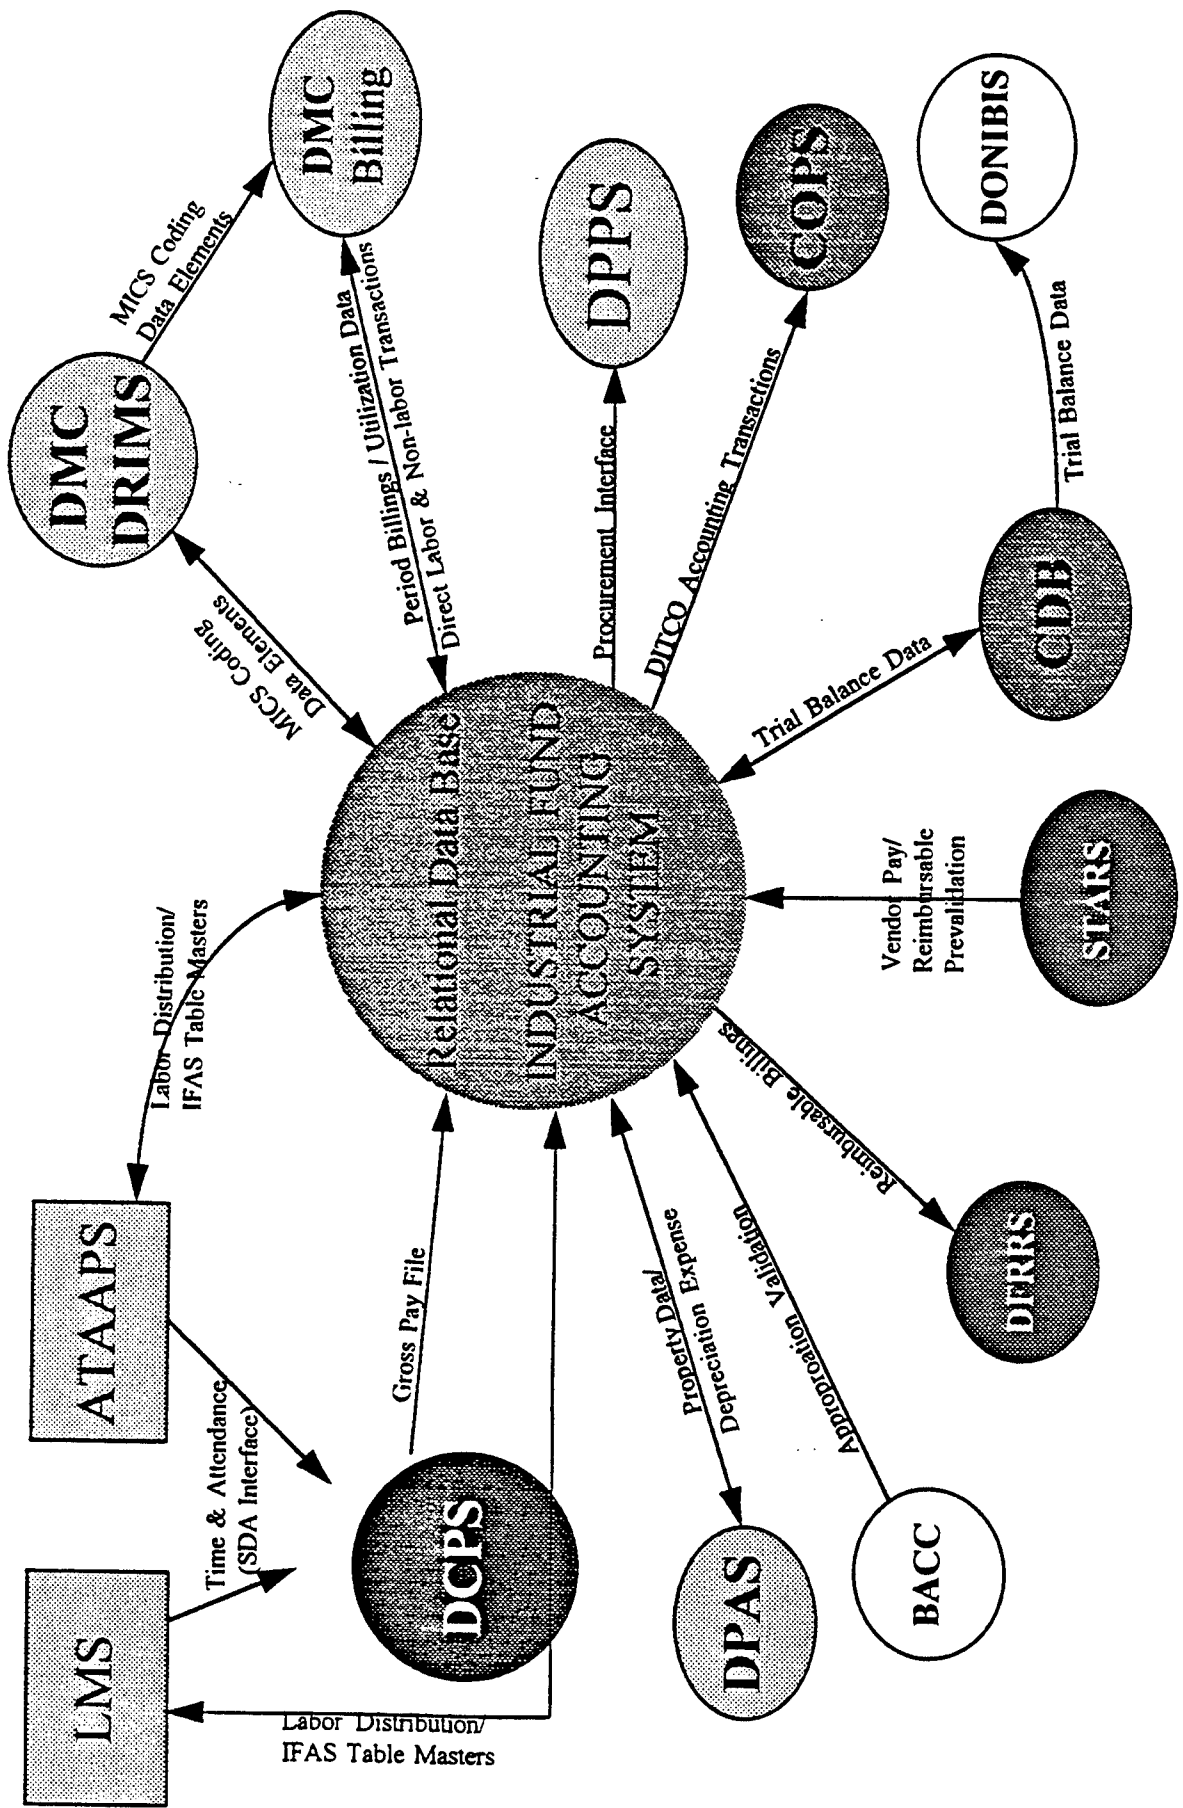 LMS
ATAAPS
Time & Attendance
(SDA Interface)
Labor Distribution/
IFAS Table Masters
Labor Distribution/
IFAS Table Masters
DMC
DRIMS
MICS Coding
Data Elements
MICS Coding
Data Elements
DMC
Billing
DCPS
Gross Pay File
Relational Data Base
INDUSTRIAL FUND
ACCOUNTING
SYSTEM
Period Billings / Utilization Data
Direct Labor & Non-labor Transactions
DPPS
Procurement Interface
DITCO Accounting Transactions
COPS
DPAS
Property Data/
Depreciation Expense
BACC
Approproation Validation
Reimbursable Billings
DFRRS
Vendor Pay/
Reimbursable
Prevalidation
STARS
Trial Balance Data
CDB
Trial Balance Data
DONIBIS